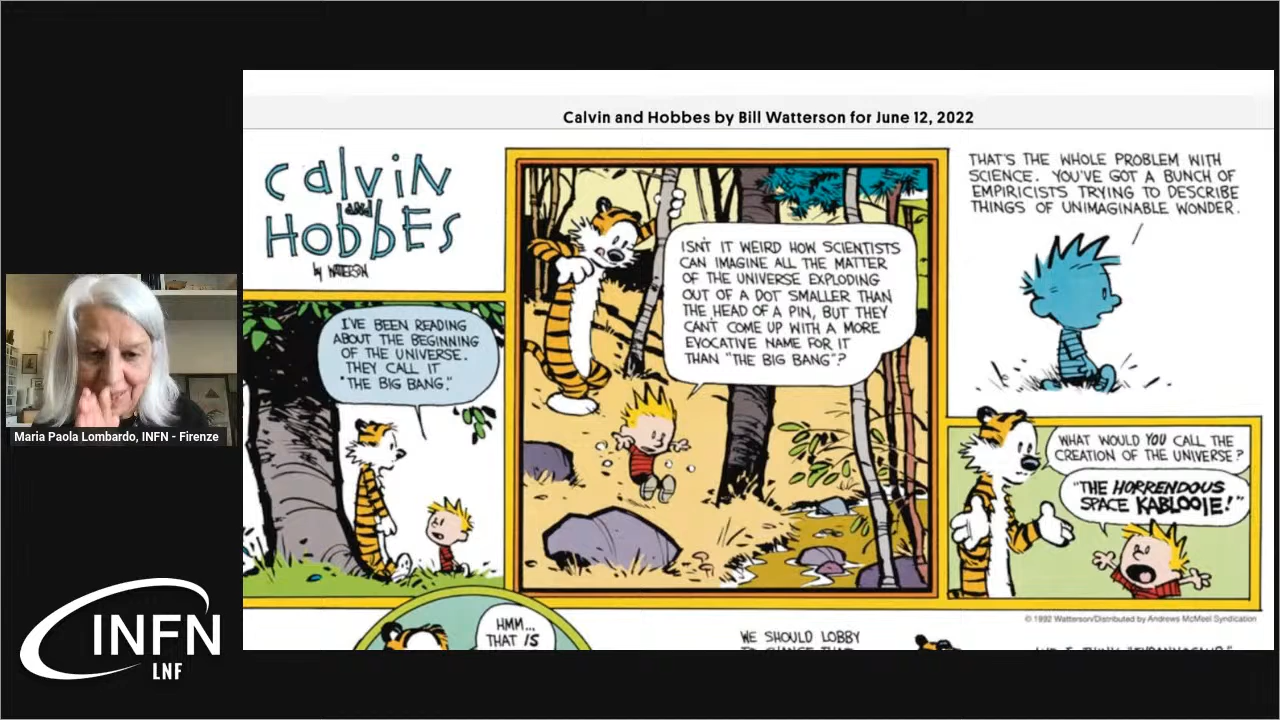 Calvin and Hobbes by Bill Watterson for June 12, 2022
calvin
and
HOBBES
by WATTERSON
I'VE BEEN READING
ABOUT THE BEGINNING
OF THE UNIVERSE.
THEY CALL IT
"THE BIG BANG."
ISN'T IT WEIRD HOW SCIENTISTS
CAN IMAGINE ALL THE MATTER
OF THE UNIVERSE EXPLODING
OUT OF A DOT SMALLER THAN
THE HEAD OF A PIN, BUT THEY
CAN'T COME UP WITH A MORE
EVOCATIVE NAME FOR IT
THAN "THE BIG BANG"?
THAT'S THE WHOLE PROBLEM WITH
SCIENCE. YOU'VE GOT A BUNCH OF
EMPIRICISTS TRYING TO DESCRIBE
THINGS OF UNIMAGINABLE WONDER.
WHAT WOULD YOU CALL THE
CREATION OF THE UNIVERSE?
"THE HORRENDOUS
SPACE KABLOOIE!"
© 1992 Watterson/Distributed by Andrews McMeel Syndication
HMM...
THAT IS
WE SHOULD LOBBY
Maria Paola Lombardo, INFN - Firenze
INFN
LNF